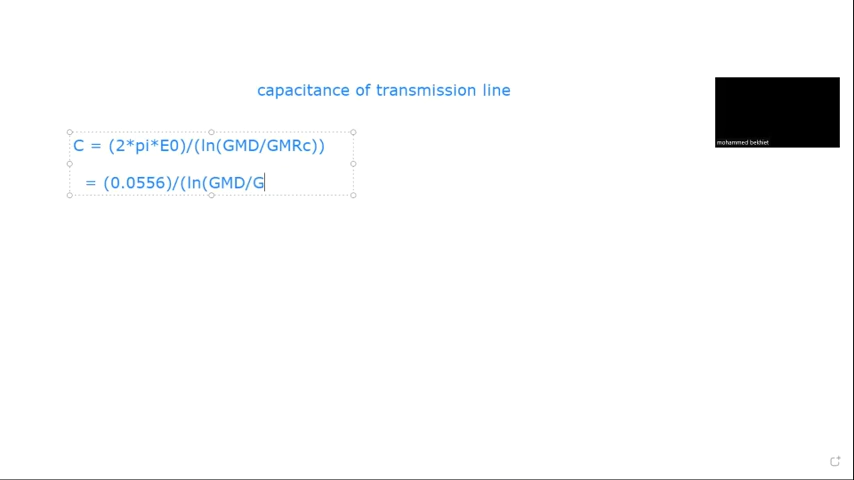 capacitance of transmission line
C = (2*pi*E0)/(ln(GMD/GMRc))
= (0.0556)/(ln(GMD/G
mohammed bekhiet